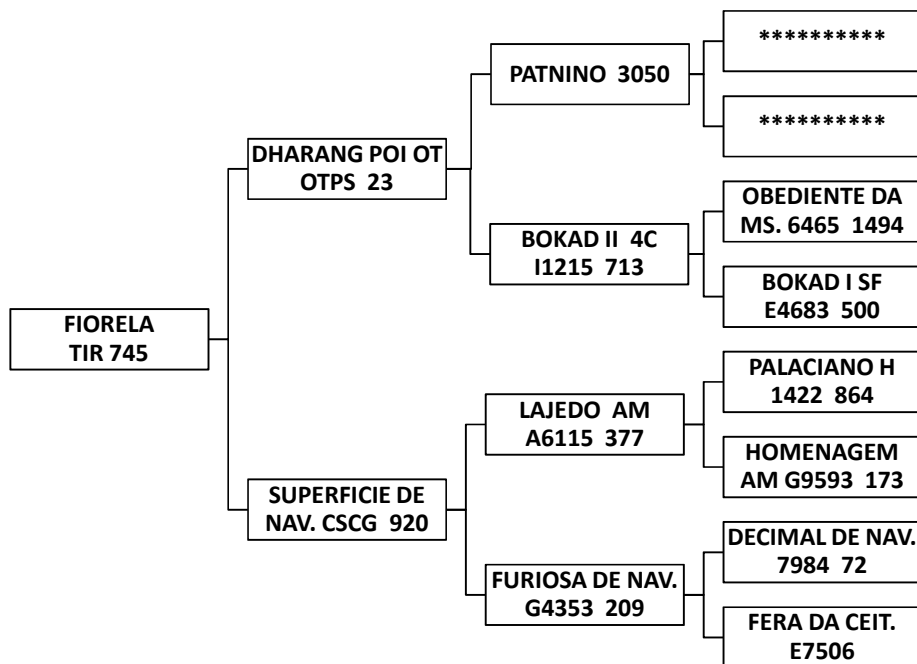 **********
PATNINO 3050
**********
DHARANG POI OT
OTPS 23
OBEDIENTE DA
MS. 6465 1494
BOKAD II 4C
I1215 713
BOKAD I SF
E4683 500
FIORELA
TIR 745
PALACIANO H
1422 864
LAJEDO AM
A6115 377
HOMENAGEM
AM G9593 173
SUPERFICIE DE
NAV. CSCG 920
DECIMAL DE NAV.
7984 72
FURIOSA DE NAV.
G4353 209
FERA DA CEIT.
E7506